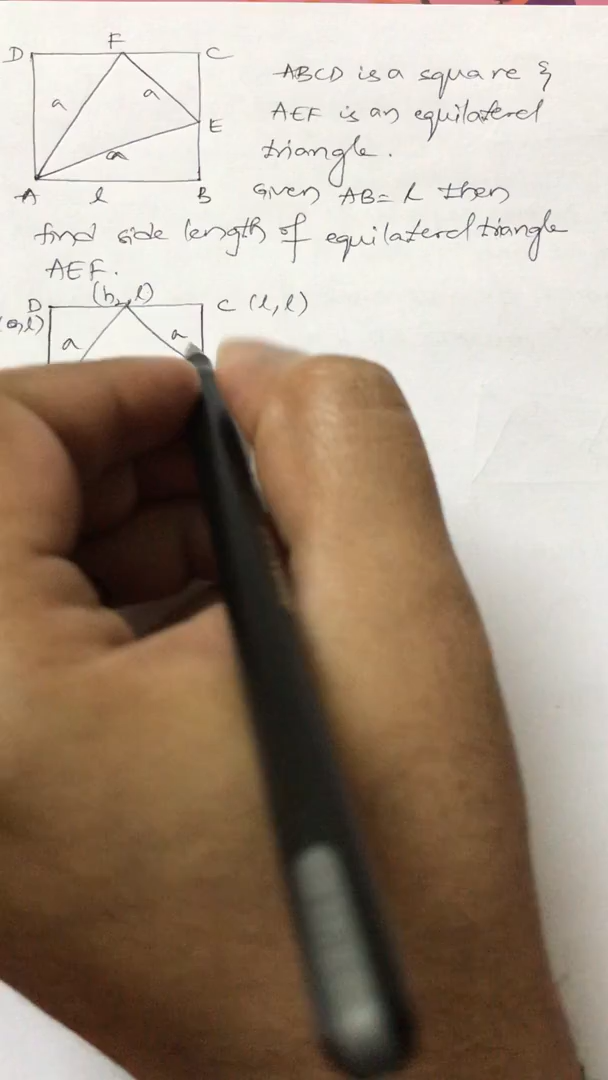 D F C
a a E
a
A l B
ABCD is a square &
AEF is an equilateral
triangle.
Given AB = l then
find side length of equilateral triangle
AEF.
D (b, l) C (l, l)
(0, l) a a